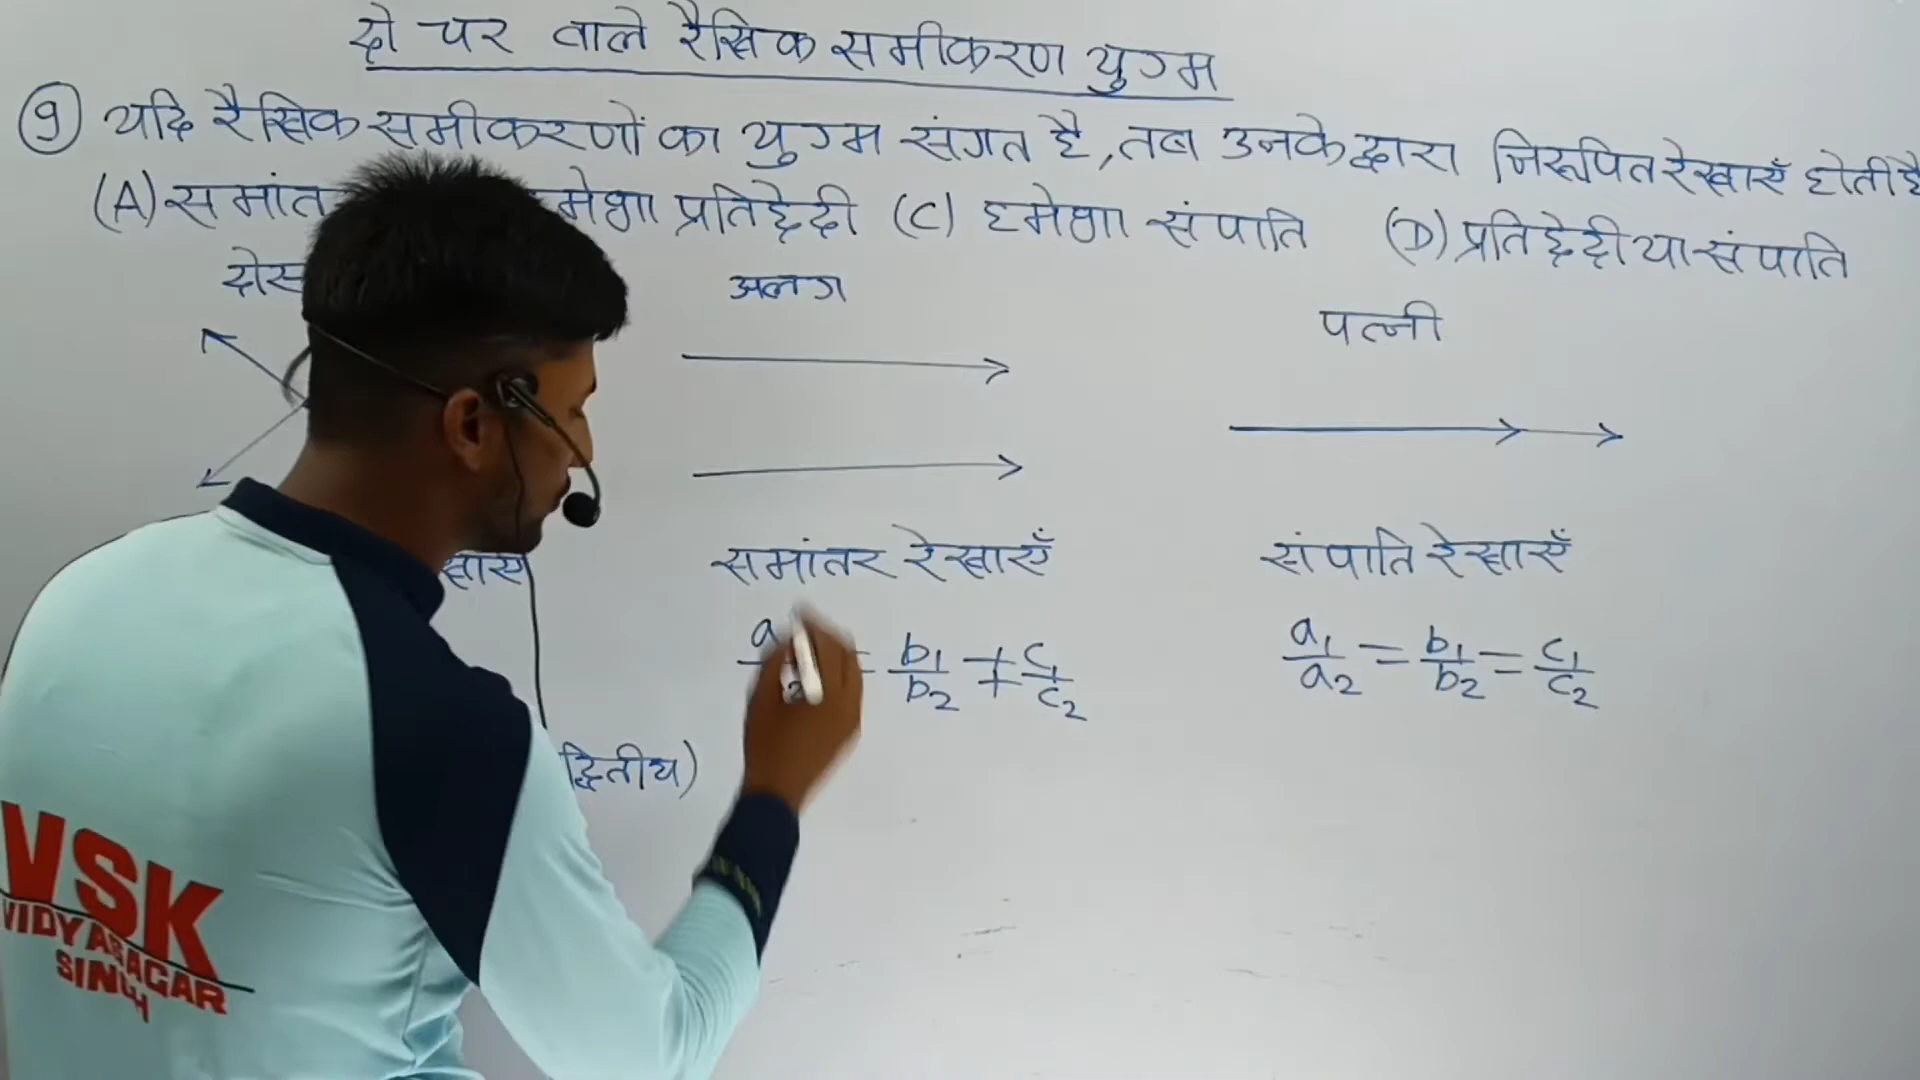 दो चर वाले रैखिक समीकरण युग्म
(9) यदि रैखिक समीकरणों का युग्म संगत है, तब उनके द्वारा निरूपित रेखाएँ होती है
(A) प्रतिच्छेदी (C) हमेशा संपाति (D) प्रतिच्छेदी या संपाति
अलग
पत्नी
समांतर रेखाएँ संपाति रेखाएँ
= b₁/b₂ ≠ c₁/c₂ a₁/a₂ = b₁/b₂ = c₁/c₂
द्वितीय)
VSK
VIDYASAGAR
SINGH